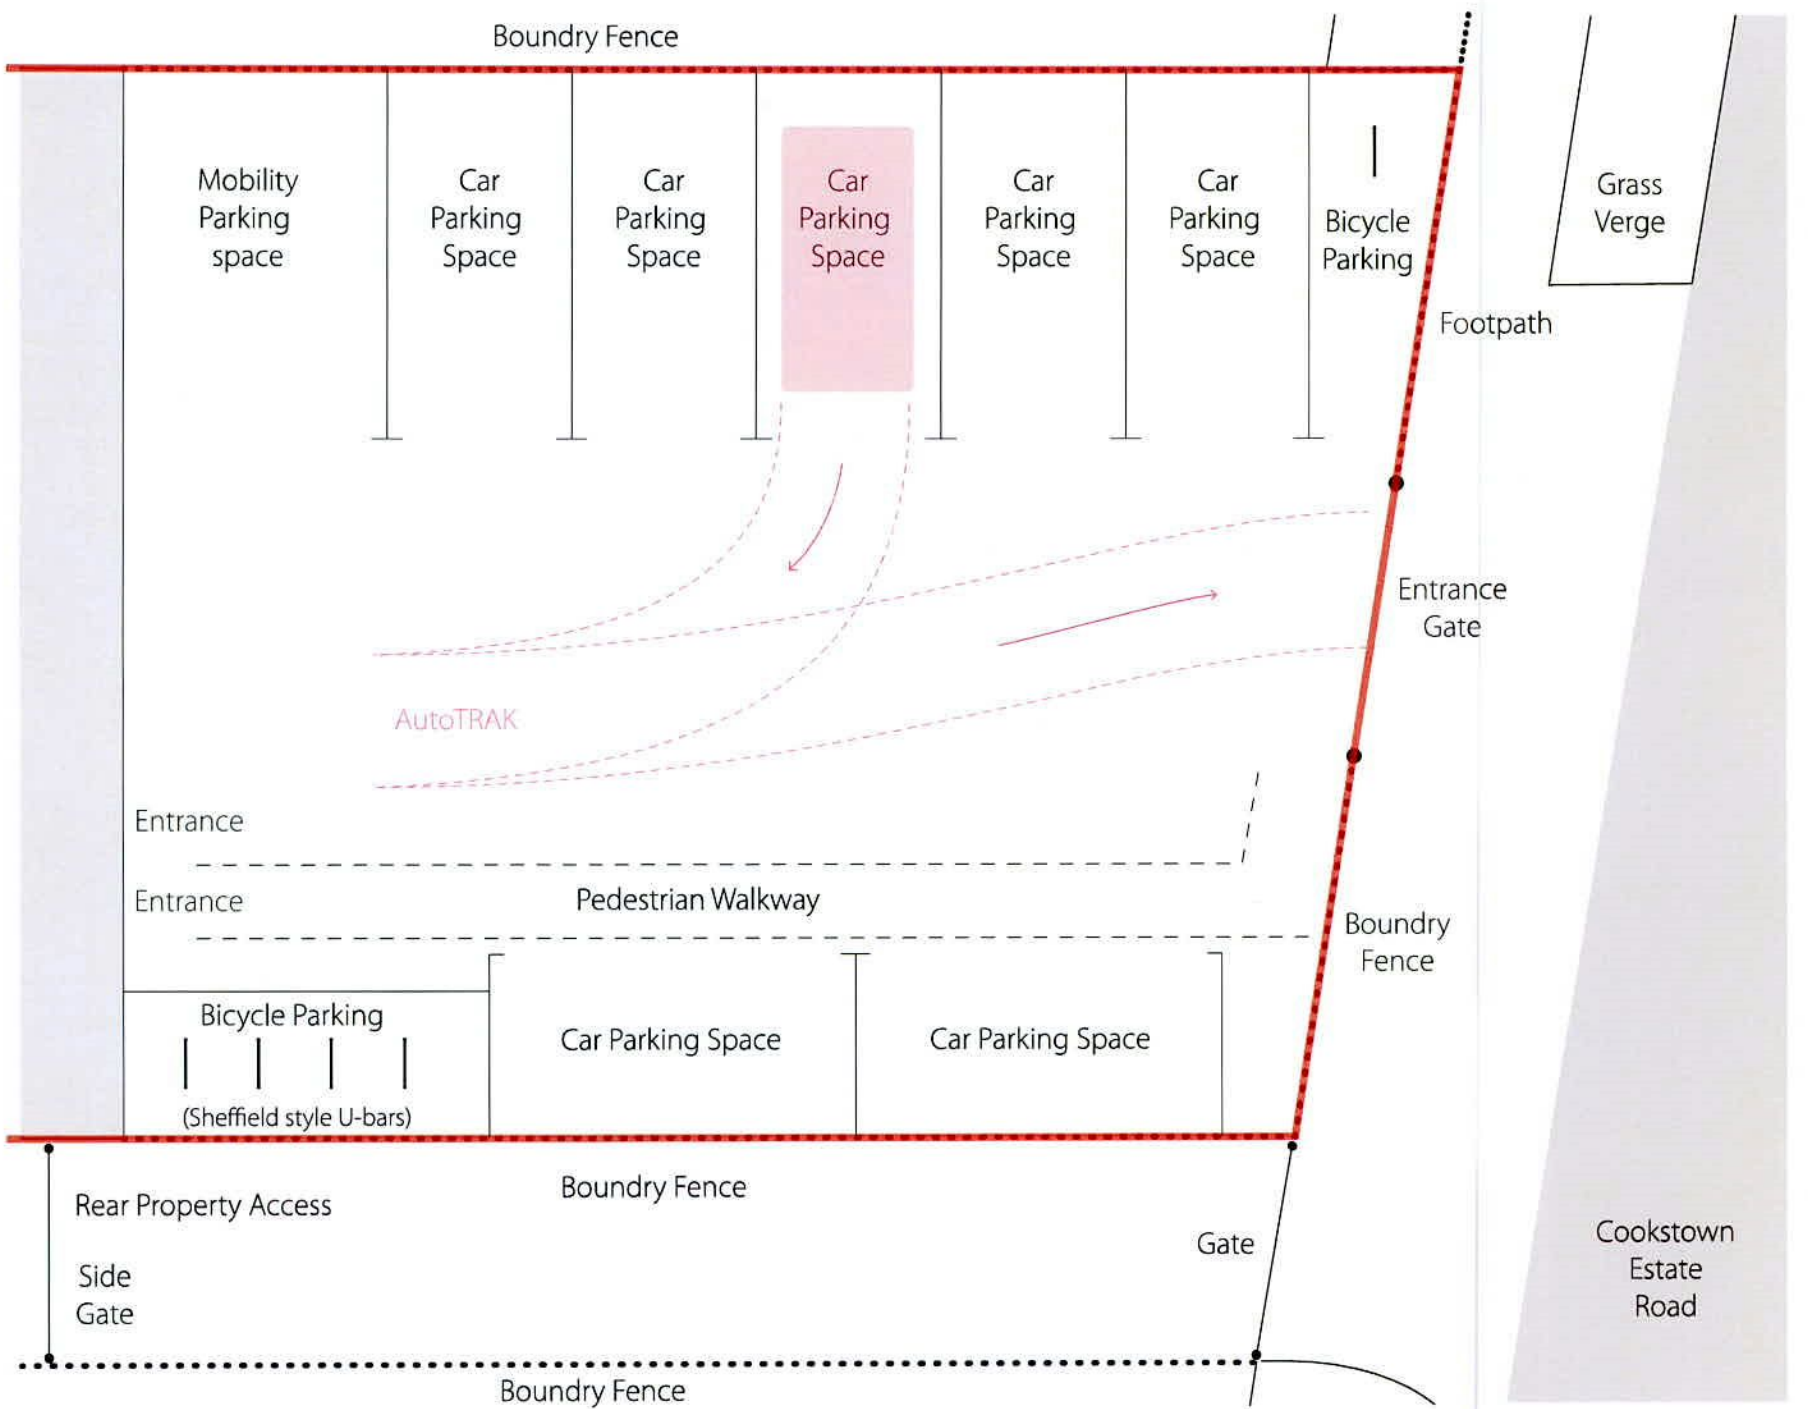 Boundry Fence
Mobility
Parking
space
Car
Parking
Space
Car
Parking
Space
Car
Parking
Space
Car
Parking
Space
Car
Parking
Space
Bicycle
Parking
Grass
Verge
Footpath
Entrance
Gate
AutoTRAK
Entrance
Entrance
Pedestrian Walkway
Boundry
Fence
Bicycle Parking
(Sheffield style U-bars)
Car Parking Space
Car Parking Space
Rear Property Access
Boundry Fence
Side
Gate
Gate
Cookstown
Estate
Road
Boundry Fence